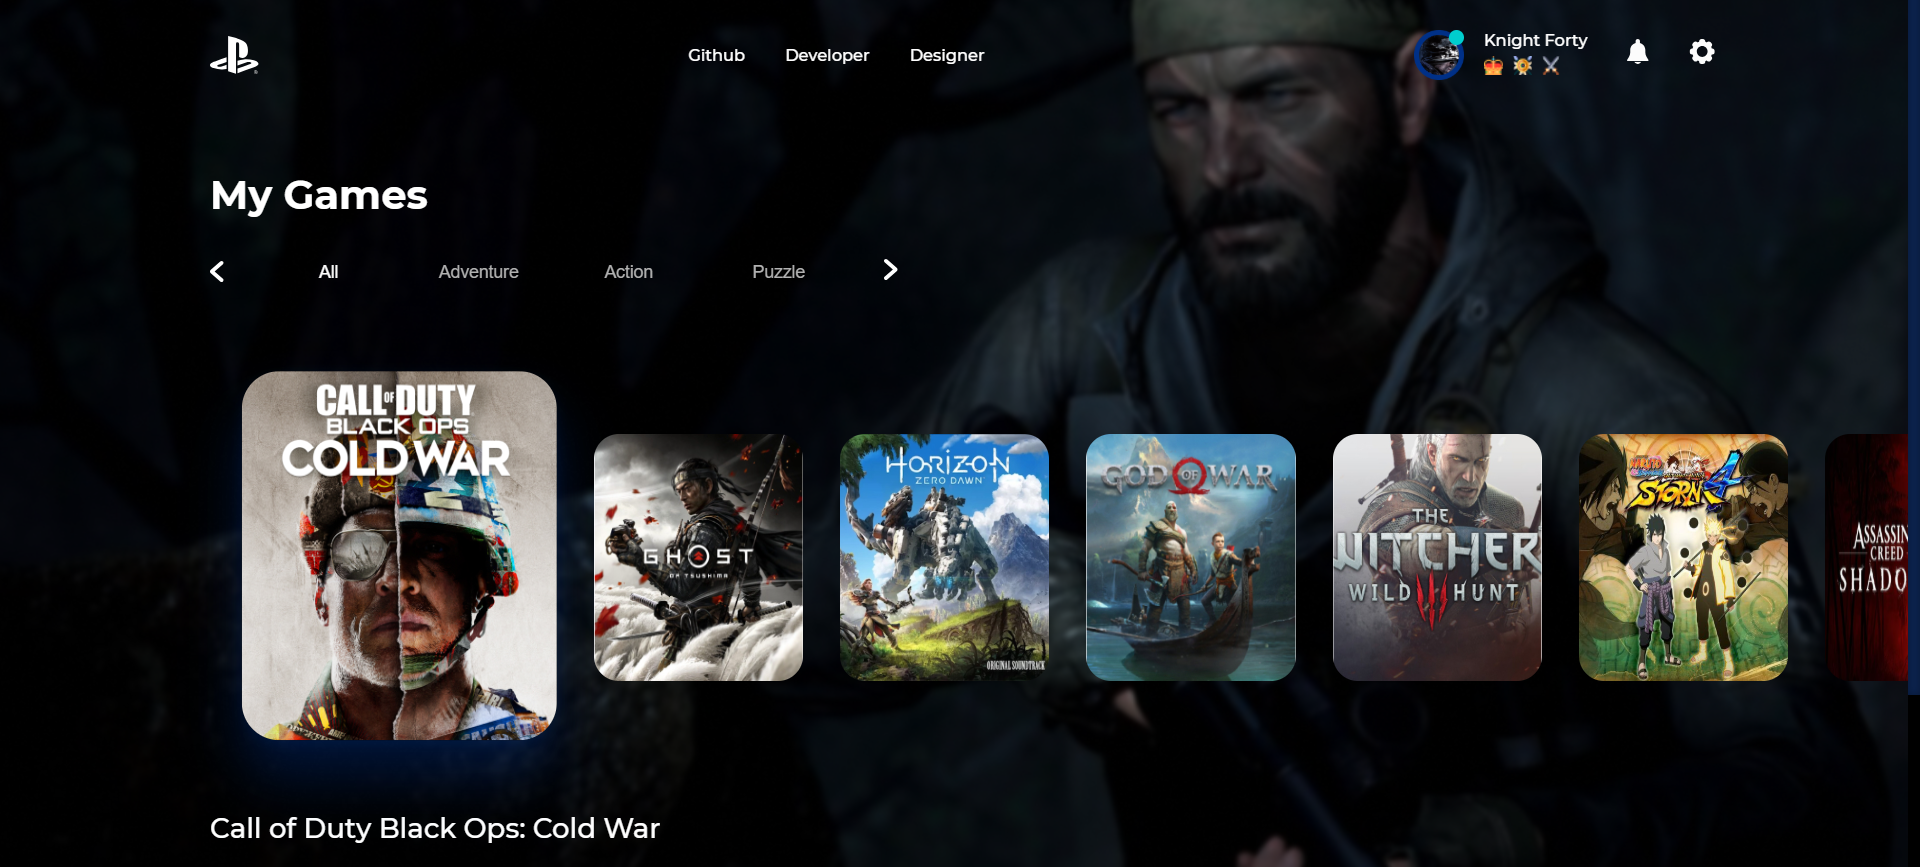 Github Developer Designer
Knight Forty
My Games
All Adventure Action Puzzle
CALL OF DUTY
BLACK OPS
COLD WAR
GHOST
OF TSUSHIMA
HORIZON
ZERO DAWN
ORIGINAL SOUNDTRACK
GOD OF WAR
THE
WITCHER
WILD III HUNT
STORM 4
ASSASSIN
CREED
SHADO
Call of Duty Black Ops: Cold War